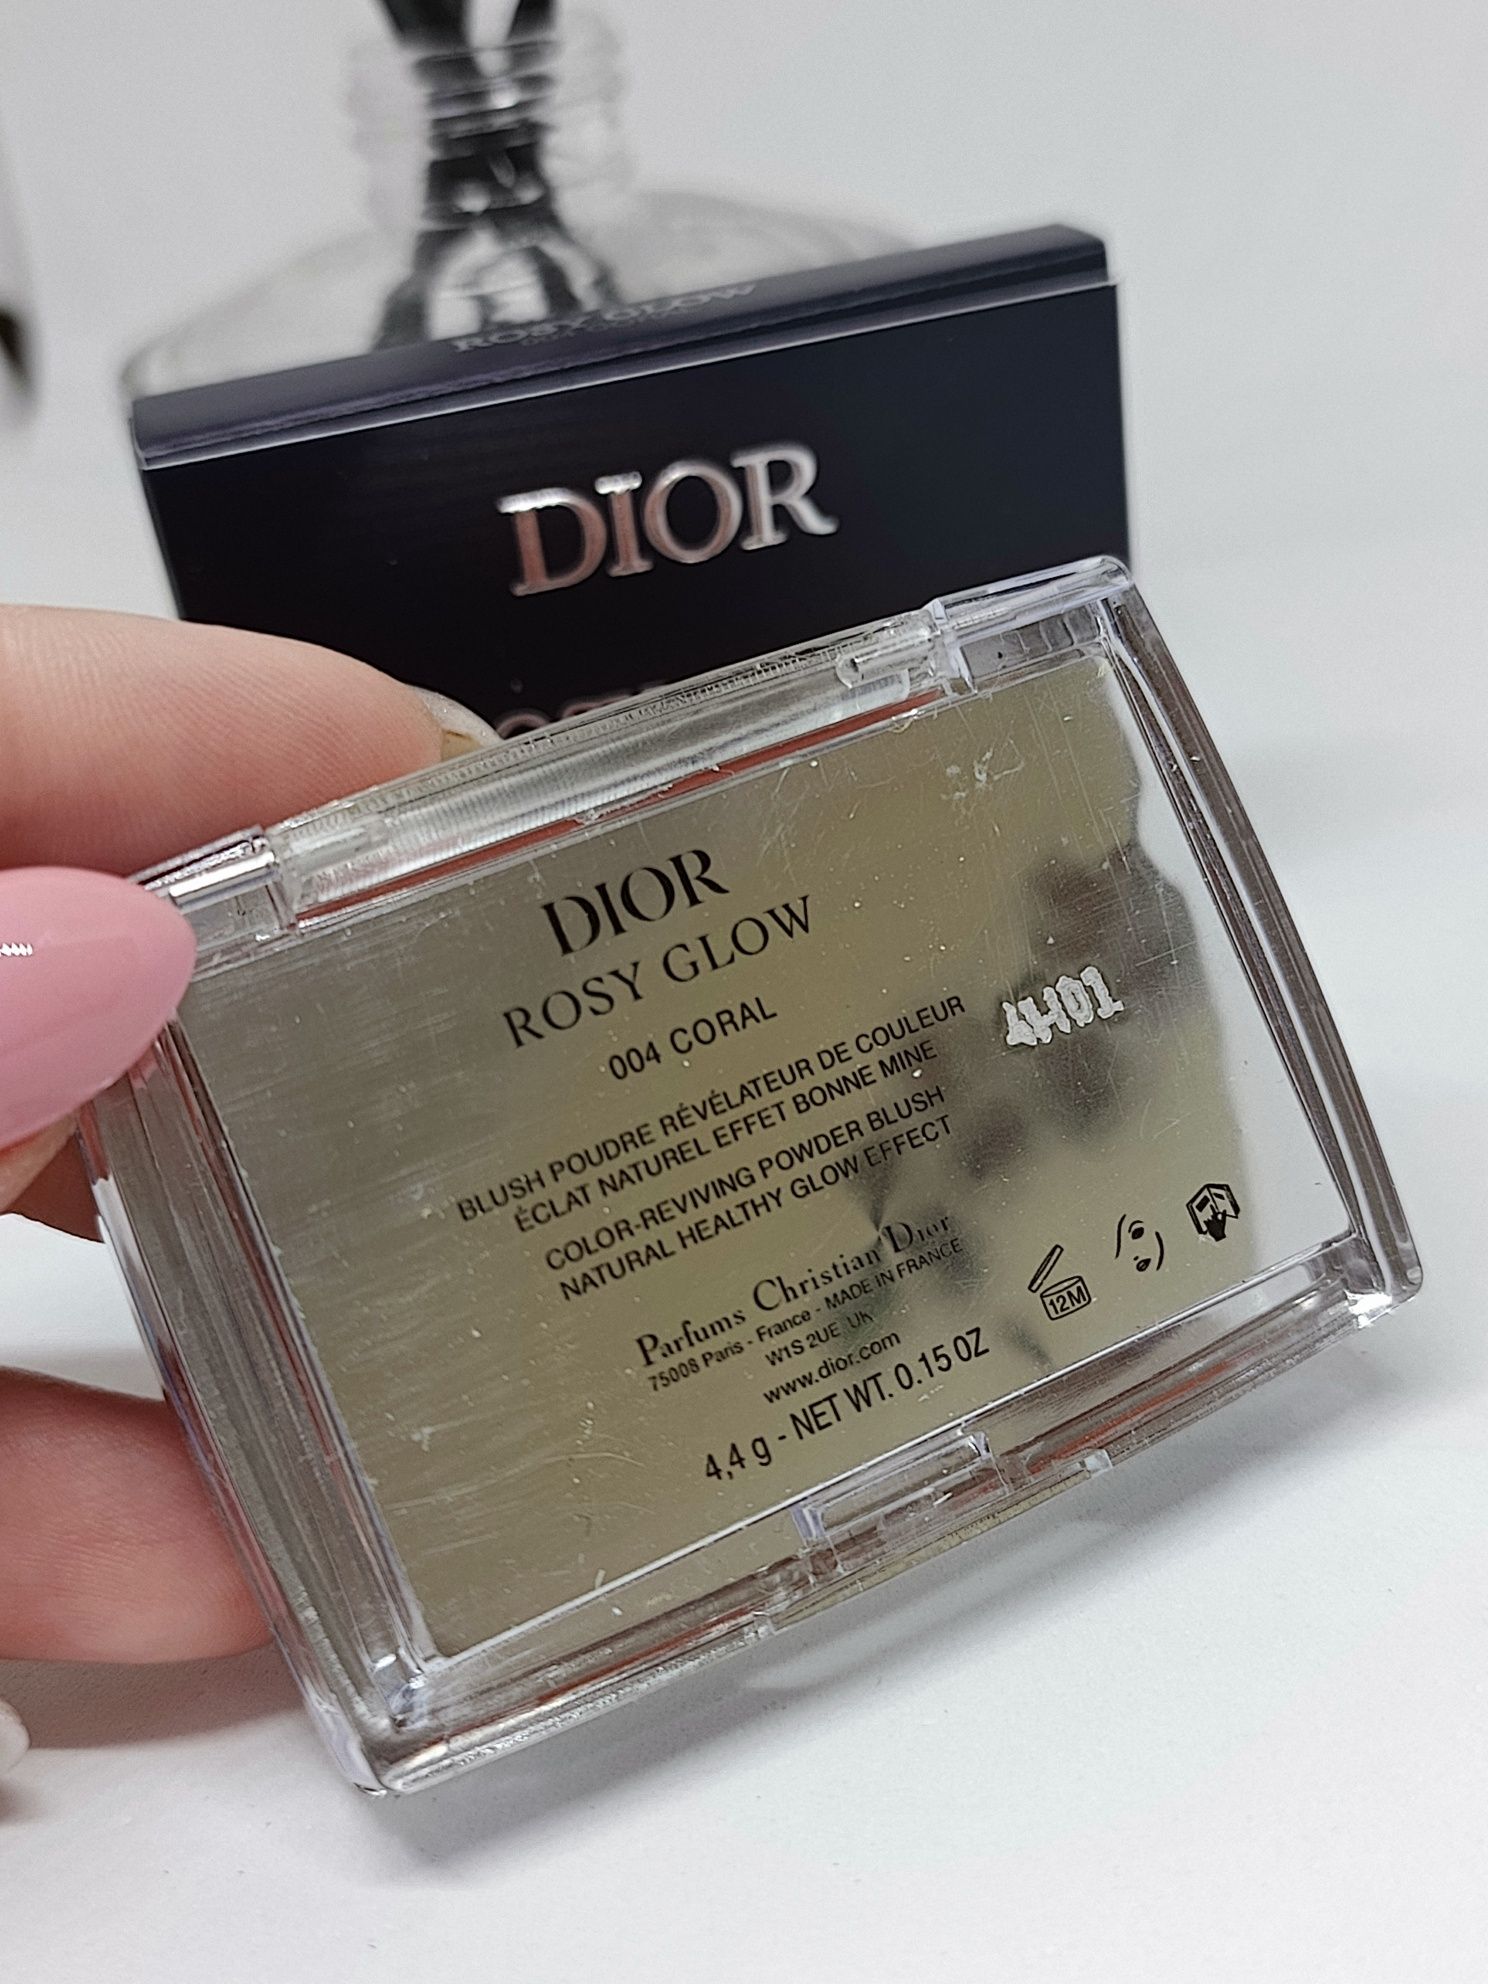 ROSY GLOW
DIOR
DIOR
ROSY GLOW
004 CORAL
BLUSH POUDRE RÉVÉLATEUR DE COULEUR
ÉCLAT NATUREL EFFET BONNE MINE
COLOR-REVIVING POWDER BLUSH
NATURAL HEALTHY GLOW EFFECT
4H01
Parfums Christian Dior
75008 Paris - France - MADE IN FRANCE
W1S 2UE UK
www.dior.com
4,4 g - NET WT. 0.15 OZ
12M